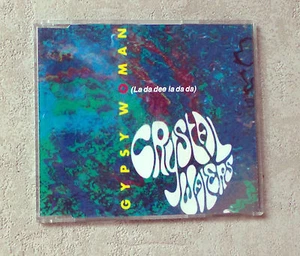 GYPSY WOMAN
(La da dee la da da)
CRYSTAL
WATERS